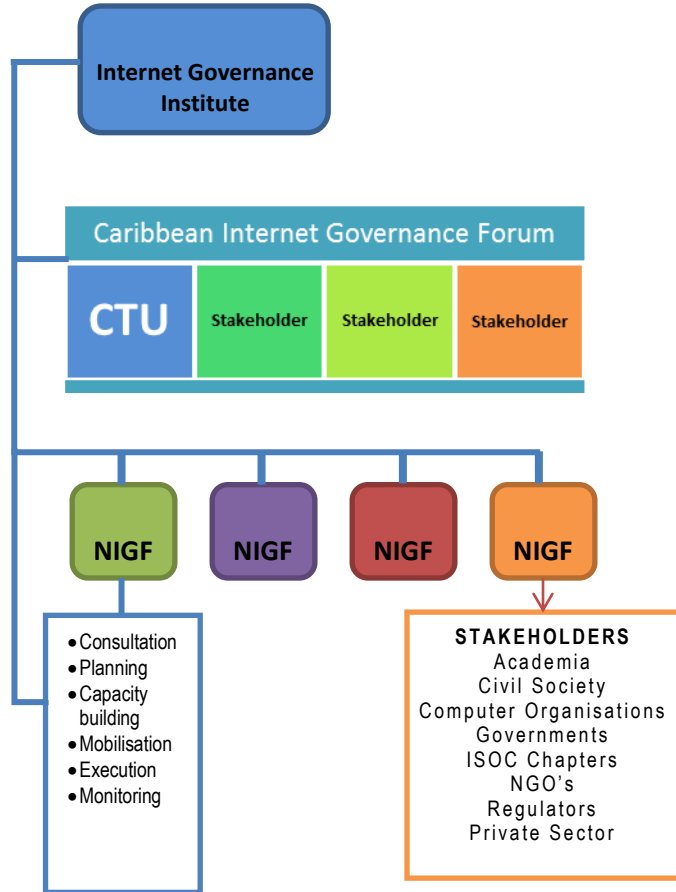 Internet Governance
Institute
Caribbean Internet Governance Forum
CTU
Stakeholder
Stakeholder
Stakeholder
NIGF
NIGF
NIGF
NIGF
• Consultation
• Planning
• Capacity
building
• Mobilisation
• Execution
• Monitoring
STAKEHOLDERS
Academia
Civil Society
Computer Organisations
Governments
ISOC Chapters
NGO's
Regulators
Private Sector